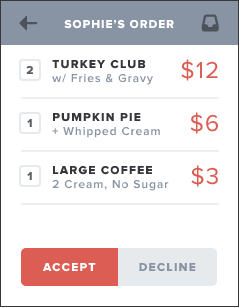 SOPHIE'S ORDER
2 TURKEY CLUB $12
w/ Fries & Gravy
1 PUMPKIN PIE $6
+ Whipped Cream
1 LARGE COFFEE $3
2 Cream, No Sugar
ACCEPT DECLINE